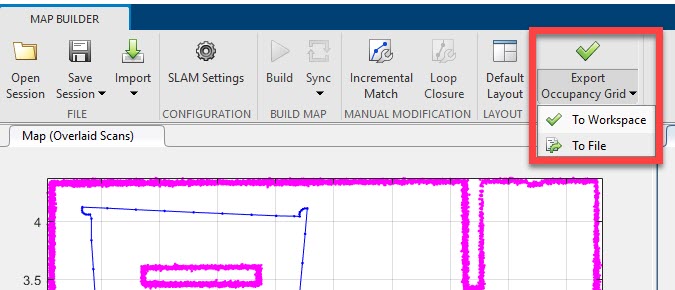 MAP BUILDER
Open
Session
Save
Session
Import
SLAM Settings
Build
Sync
Incremental
Match
Loop
Closure
Default
Layout
Export
Occupancy Grid
FILE
CONFIGURATION
BUILD MAP
MANUAL MODIFICATION
LAYOUT
To Workspace
To File
Map (Overlaid Scans)
4
3.5